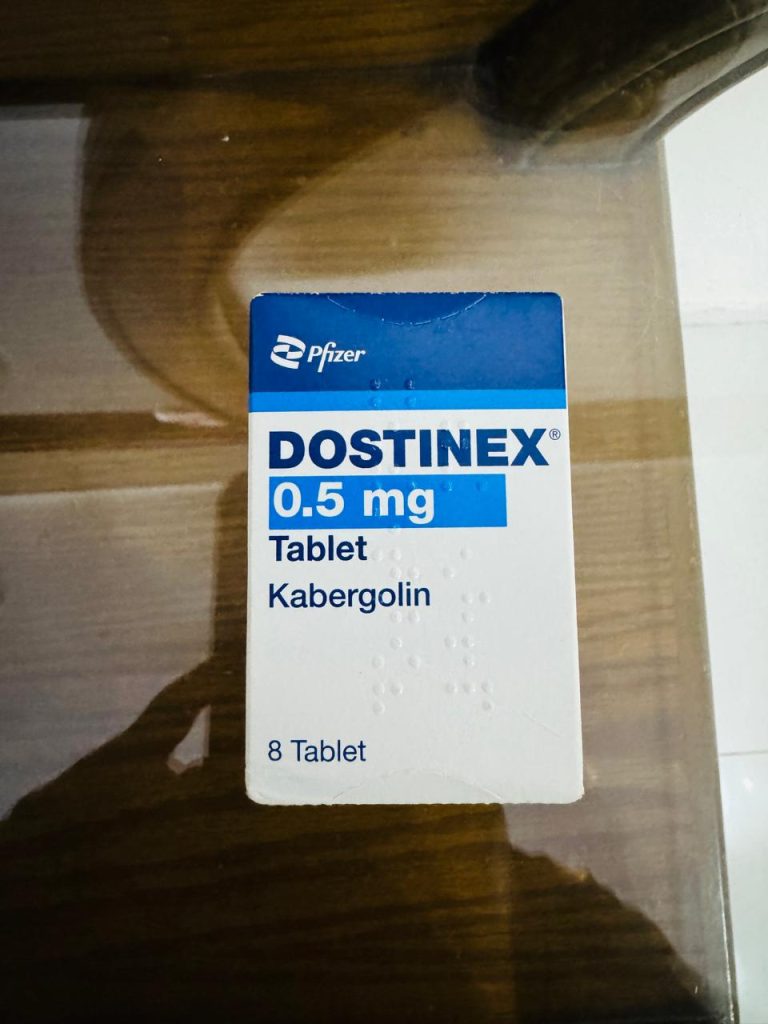 Pfizer
DOSTINEX®
0.5 mg
Tablet
Kabergolin
8 Tablet